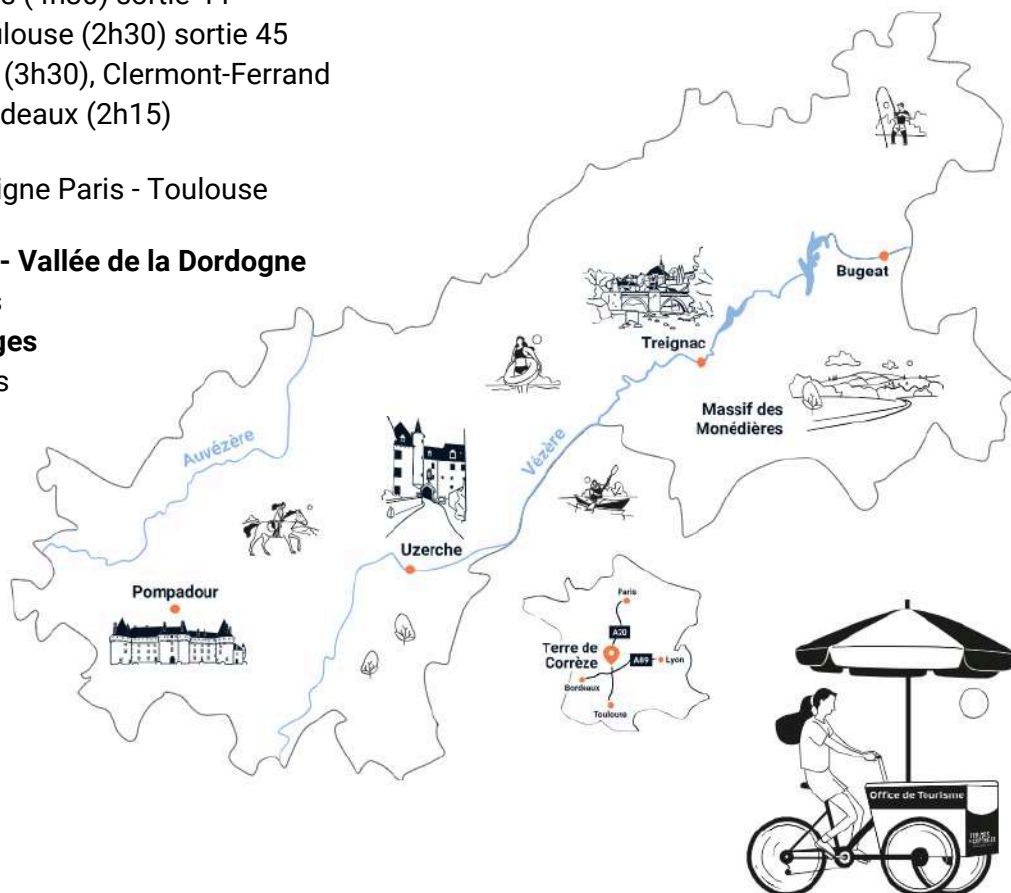 sortie
ulouse (2h30) sortie 45
(3h30), Clermont-Ferrand
deaux (2h15)
igne Paris - Toulouse
- Vallée de la Dordogne
s
ges
s
Bugeat
Treignac
Massif des
Monédières
Auvézère
Vézère
Uzerche
Pompadour
Paris
A20
Terre de
Corrèze
A89
Lyon
Bordeaux
Toulouse
Office de Tourisme